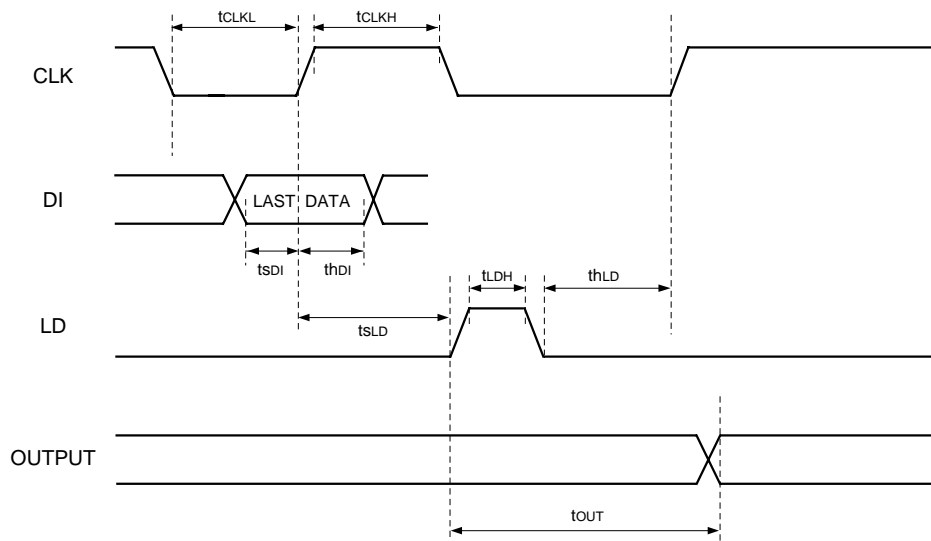 tCLKL tCLKH
CLK
DI
LAST DATA
tsDI thDI
tLDH thLD
tsLD
LD
OUTPUT
tOUT